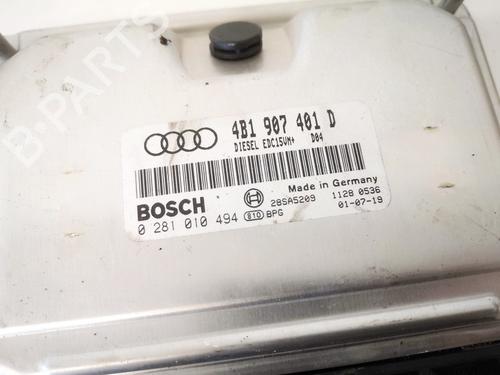 4B1 907 401 D
DIESEL EDC15VM+ D04
Made in Germany
BOSCH
28SA5209 1128 0536
0 281 010 494 810 BPG 01-07-19
B-PARTS